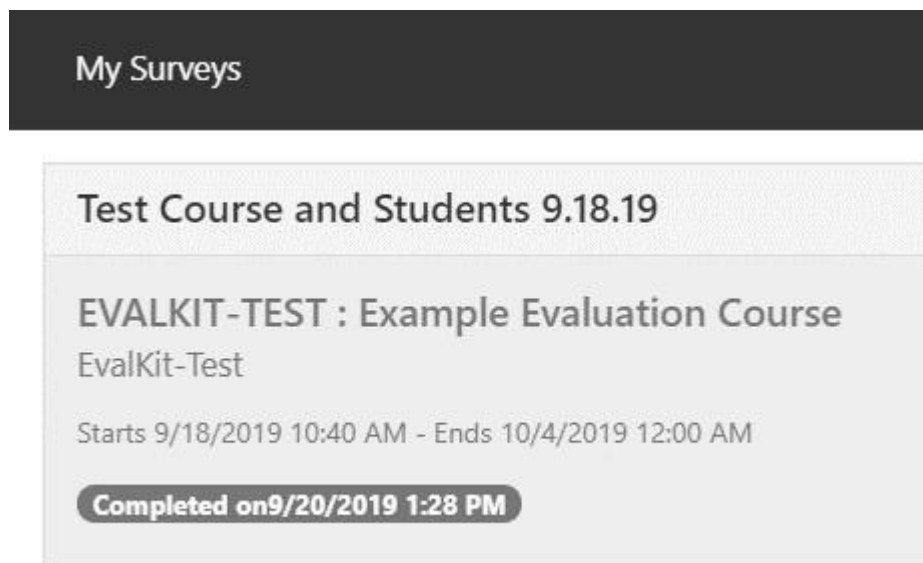 My Surveys
Test Course and Students 9.18.19
EVALKIT-TEST : Example Evaluation Course
EvalKit-Test
Starts 9/18/2019 10:40 AM - Ends 10/4/2019 12:00 AM
Completed on9/20/2019 1:28 PM